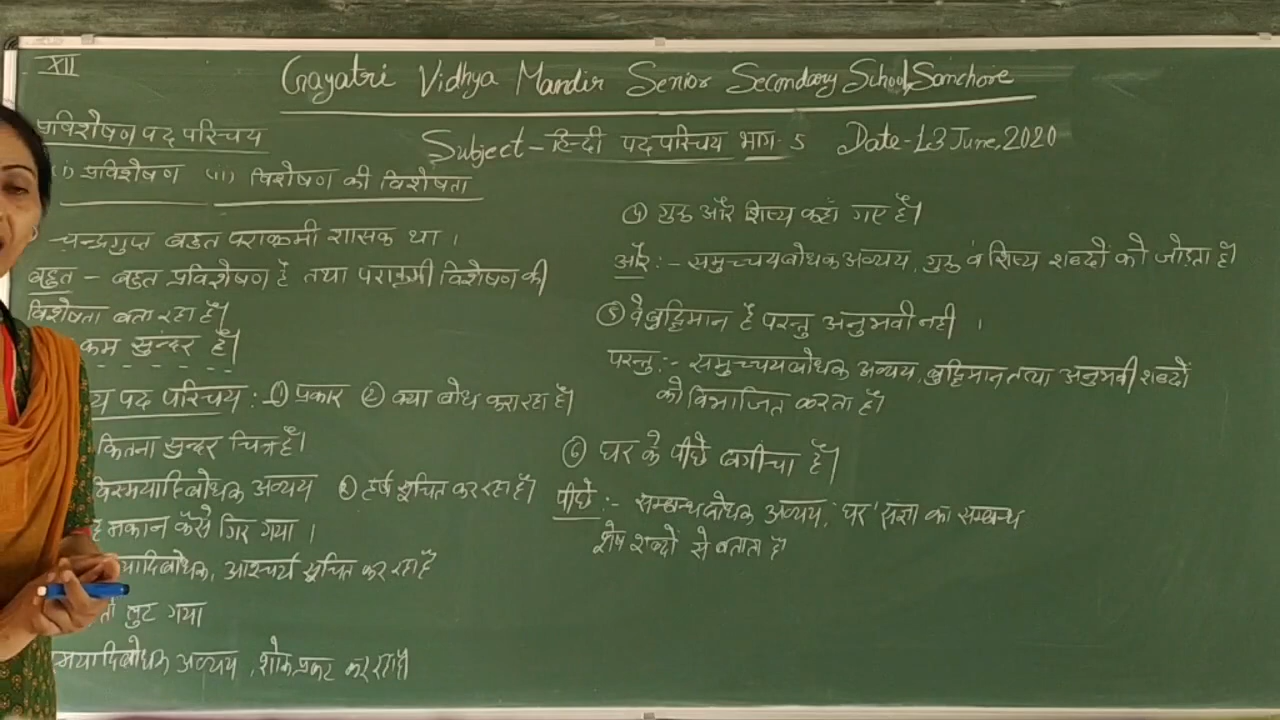 XII
Gayatri Vidhya Mandir Senior Secondary School, Sanchore
Subject - हिन्दी पद परिचय भाग-5 Date-13 June, 2020
प्रविशेषण पद परिचय
(i) प्रविशेषण (ii) विशेषण की विशेषता
चन्द्रगुप्त बहुत पराक्रमी शासक था ।
बहुत - बहुत प्रविशेषण है तथा पराक्रमी विशेषण की
विशेषता बता रहा है।
कम सुंन्दर है।
य पद परिचय : ① प्रकार ② क्या बोध करा रहा है।
कितना सुन्दर चित्र है।
विस्मयादिबोधक अव्यय ② हर्ष सूचित कर रहा है।
मकान कैसे गिर गया ।
यादिबोधक, आश्चर्य सूचित कर रहा है
तो लुट गया
मयादिबोधक अव्यय, शोक प्रकट कर रहा है।
④ गुरु और शिष्य कहाँ गए है।
और :- समुच्चयबोधक अव्यय, गुरु व शिष्य शब्दों को जोड़ता है।
⑤ वे बुद्धिमान है परन्तु अनुभवी नही ।
परन्तु :- समुच्चयबोधक अव्यय, बुद्धिमान तथा अनुभवी शब्दों
को विभाजित करता है।
⑥ घर के पीछे बगीचा है।
पीछे :- सम्बन्धबोधक अव्यय, 'घर' संज्ञा का सम्बन्ध
शेष शब्दों से बताता है